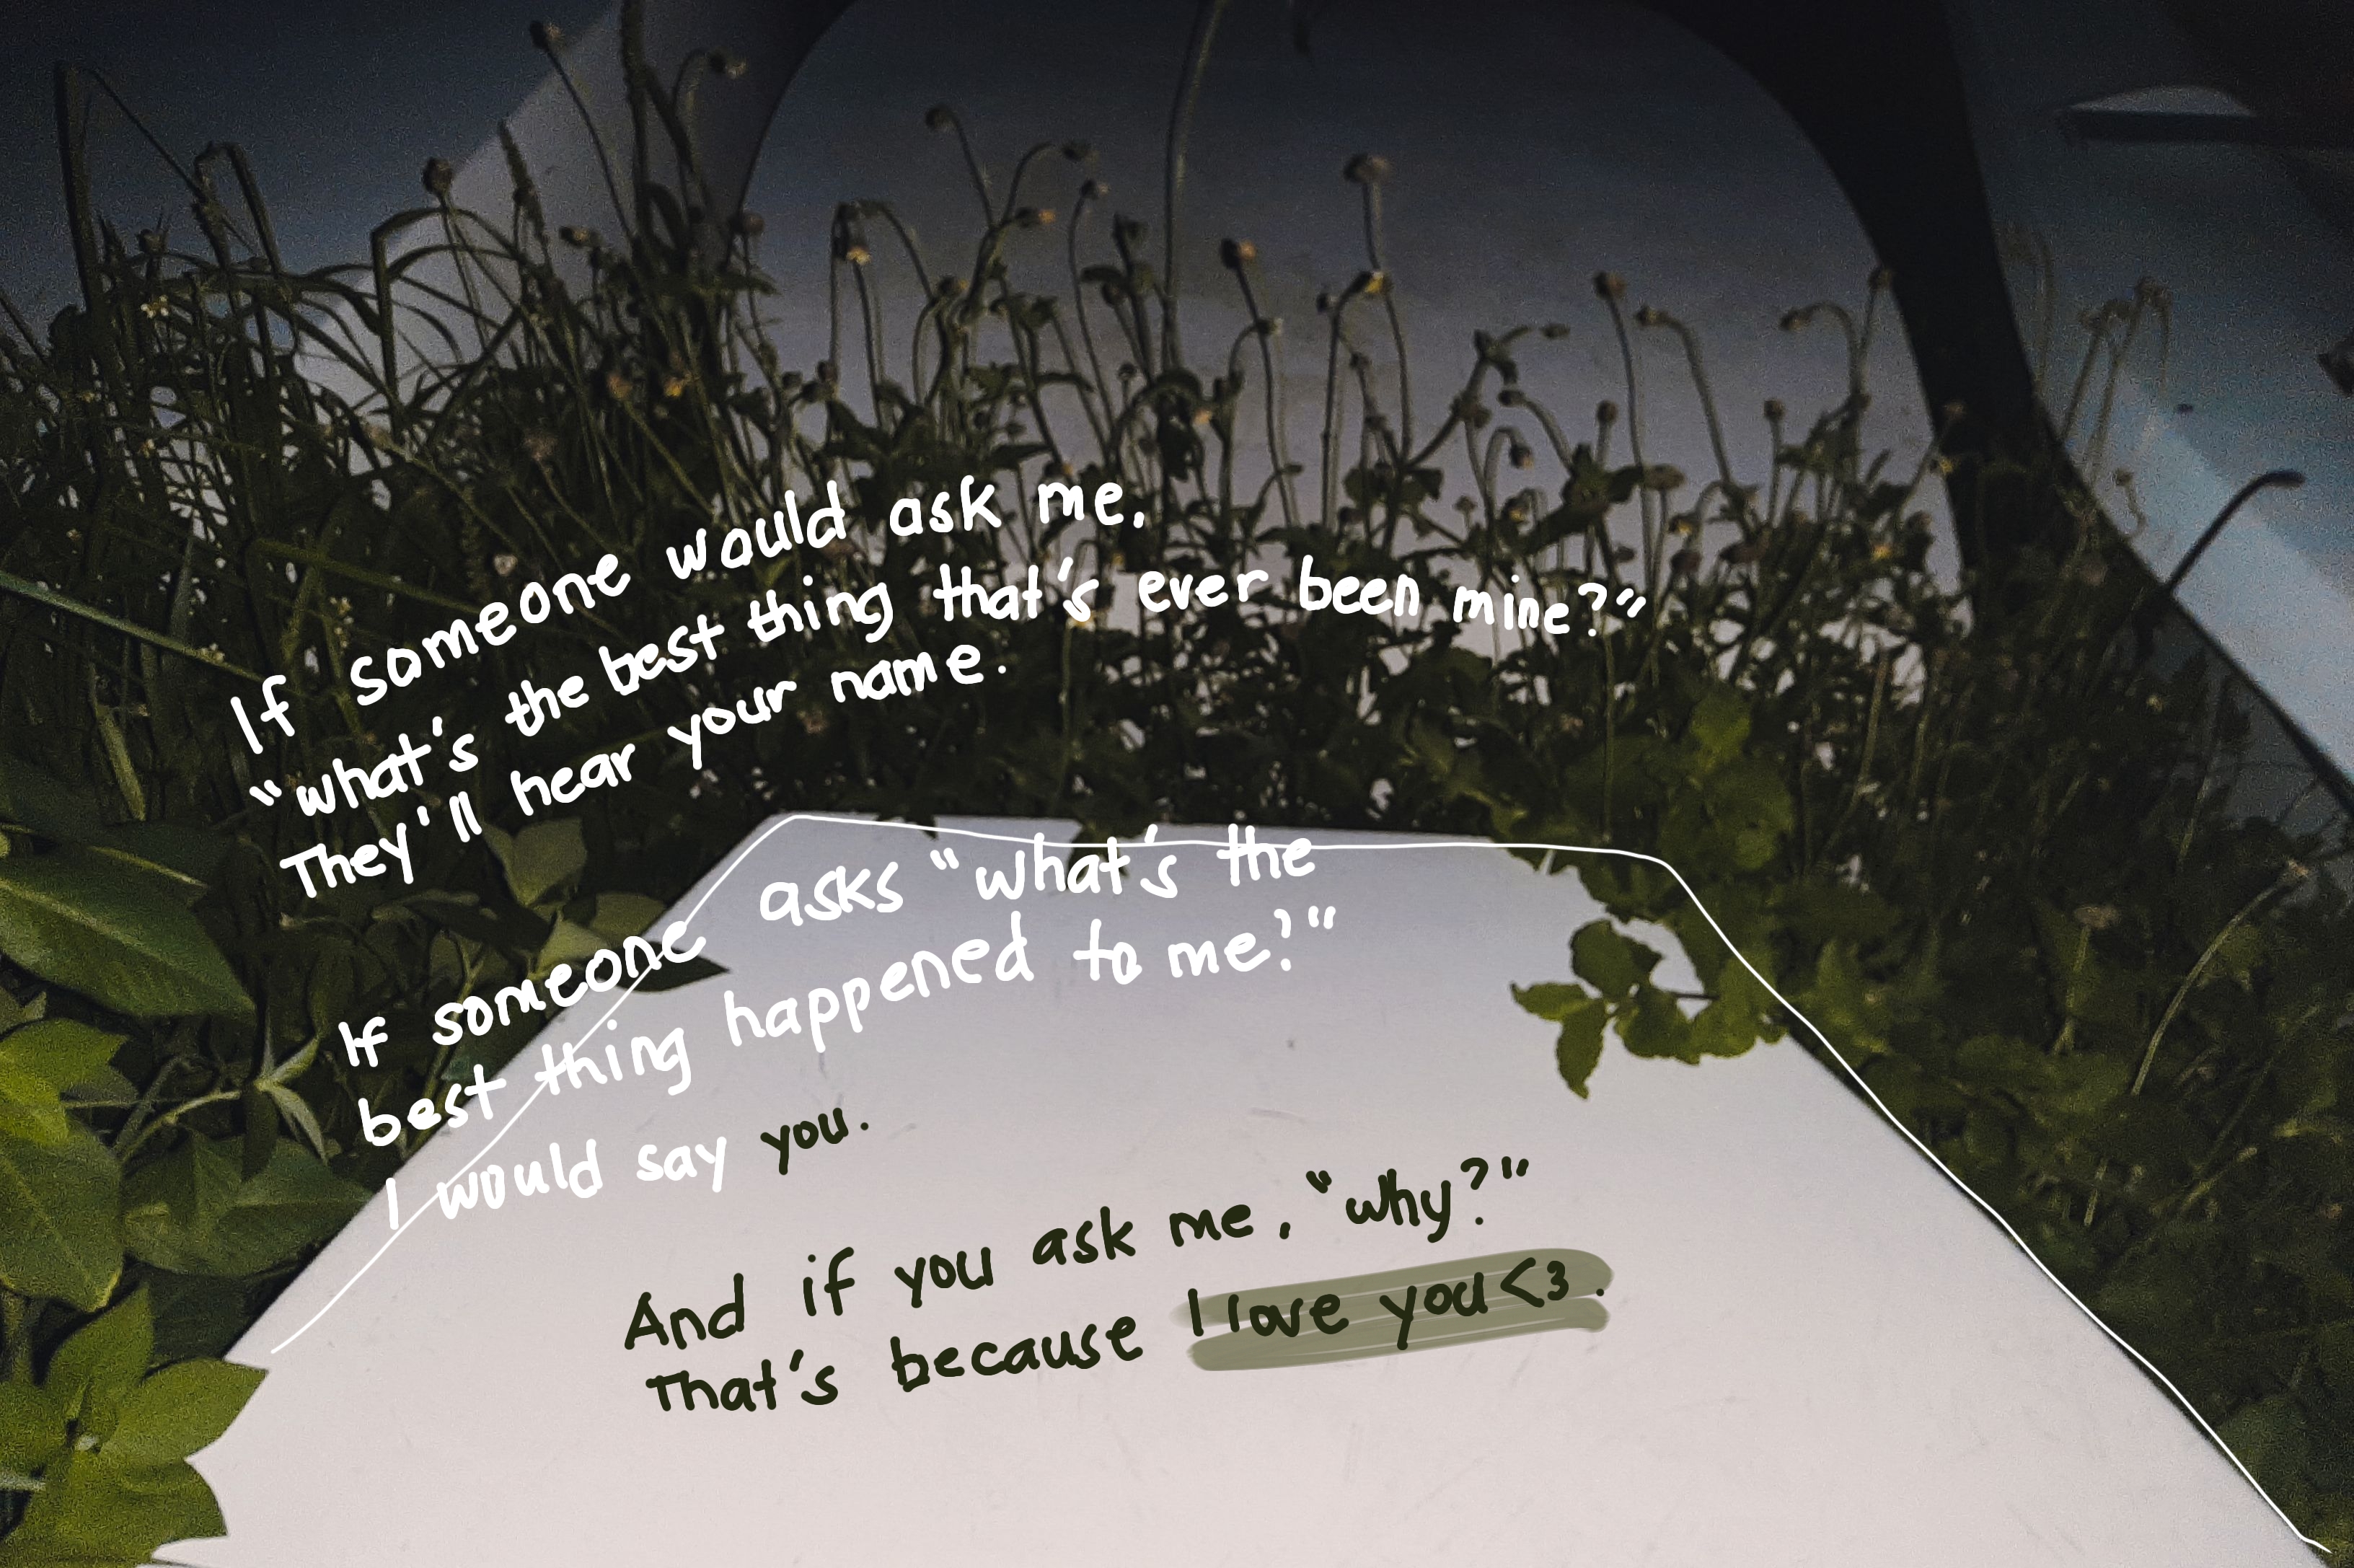 If someone would ask me,
"what's the best thing that's ever been mine?"
They'll hear your name.
If someone asks "what's the
best thing happened to me?"
I would say you.
And if you ask me, "why?"
That's because I love you <3.